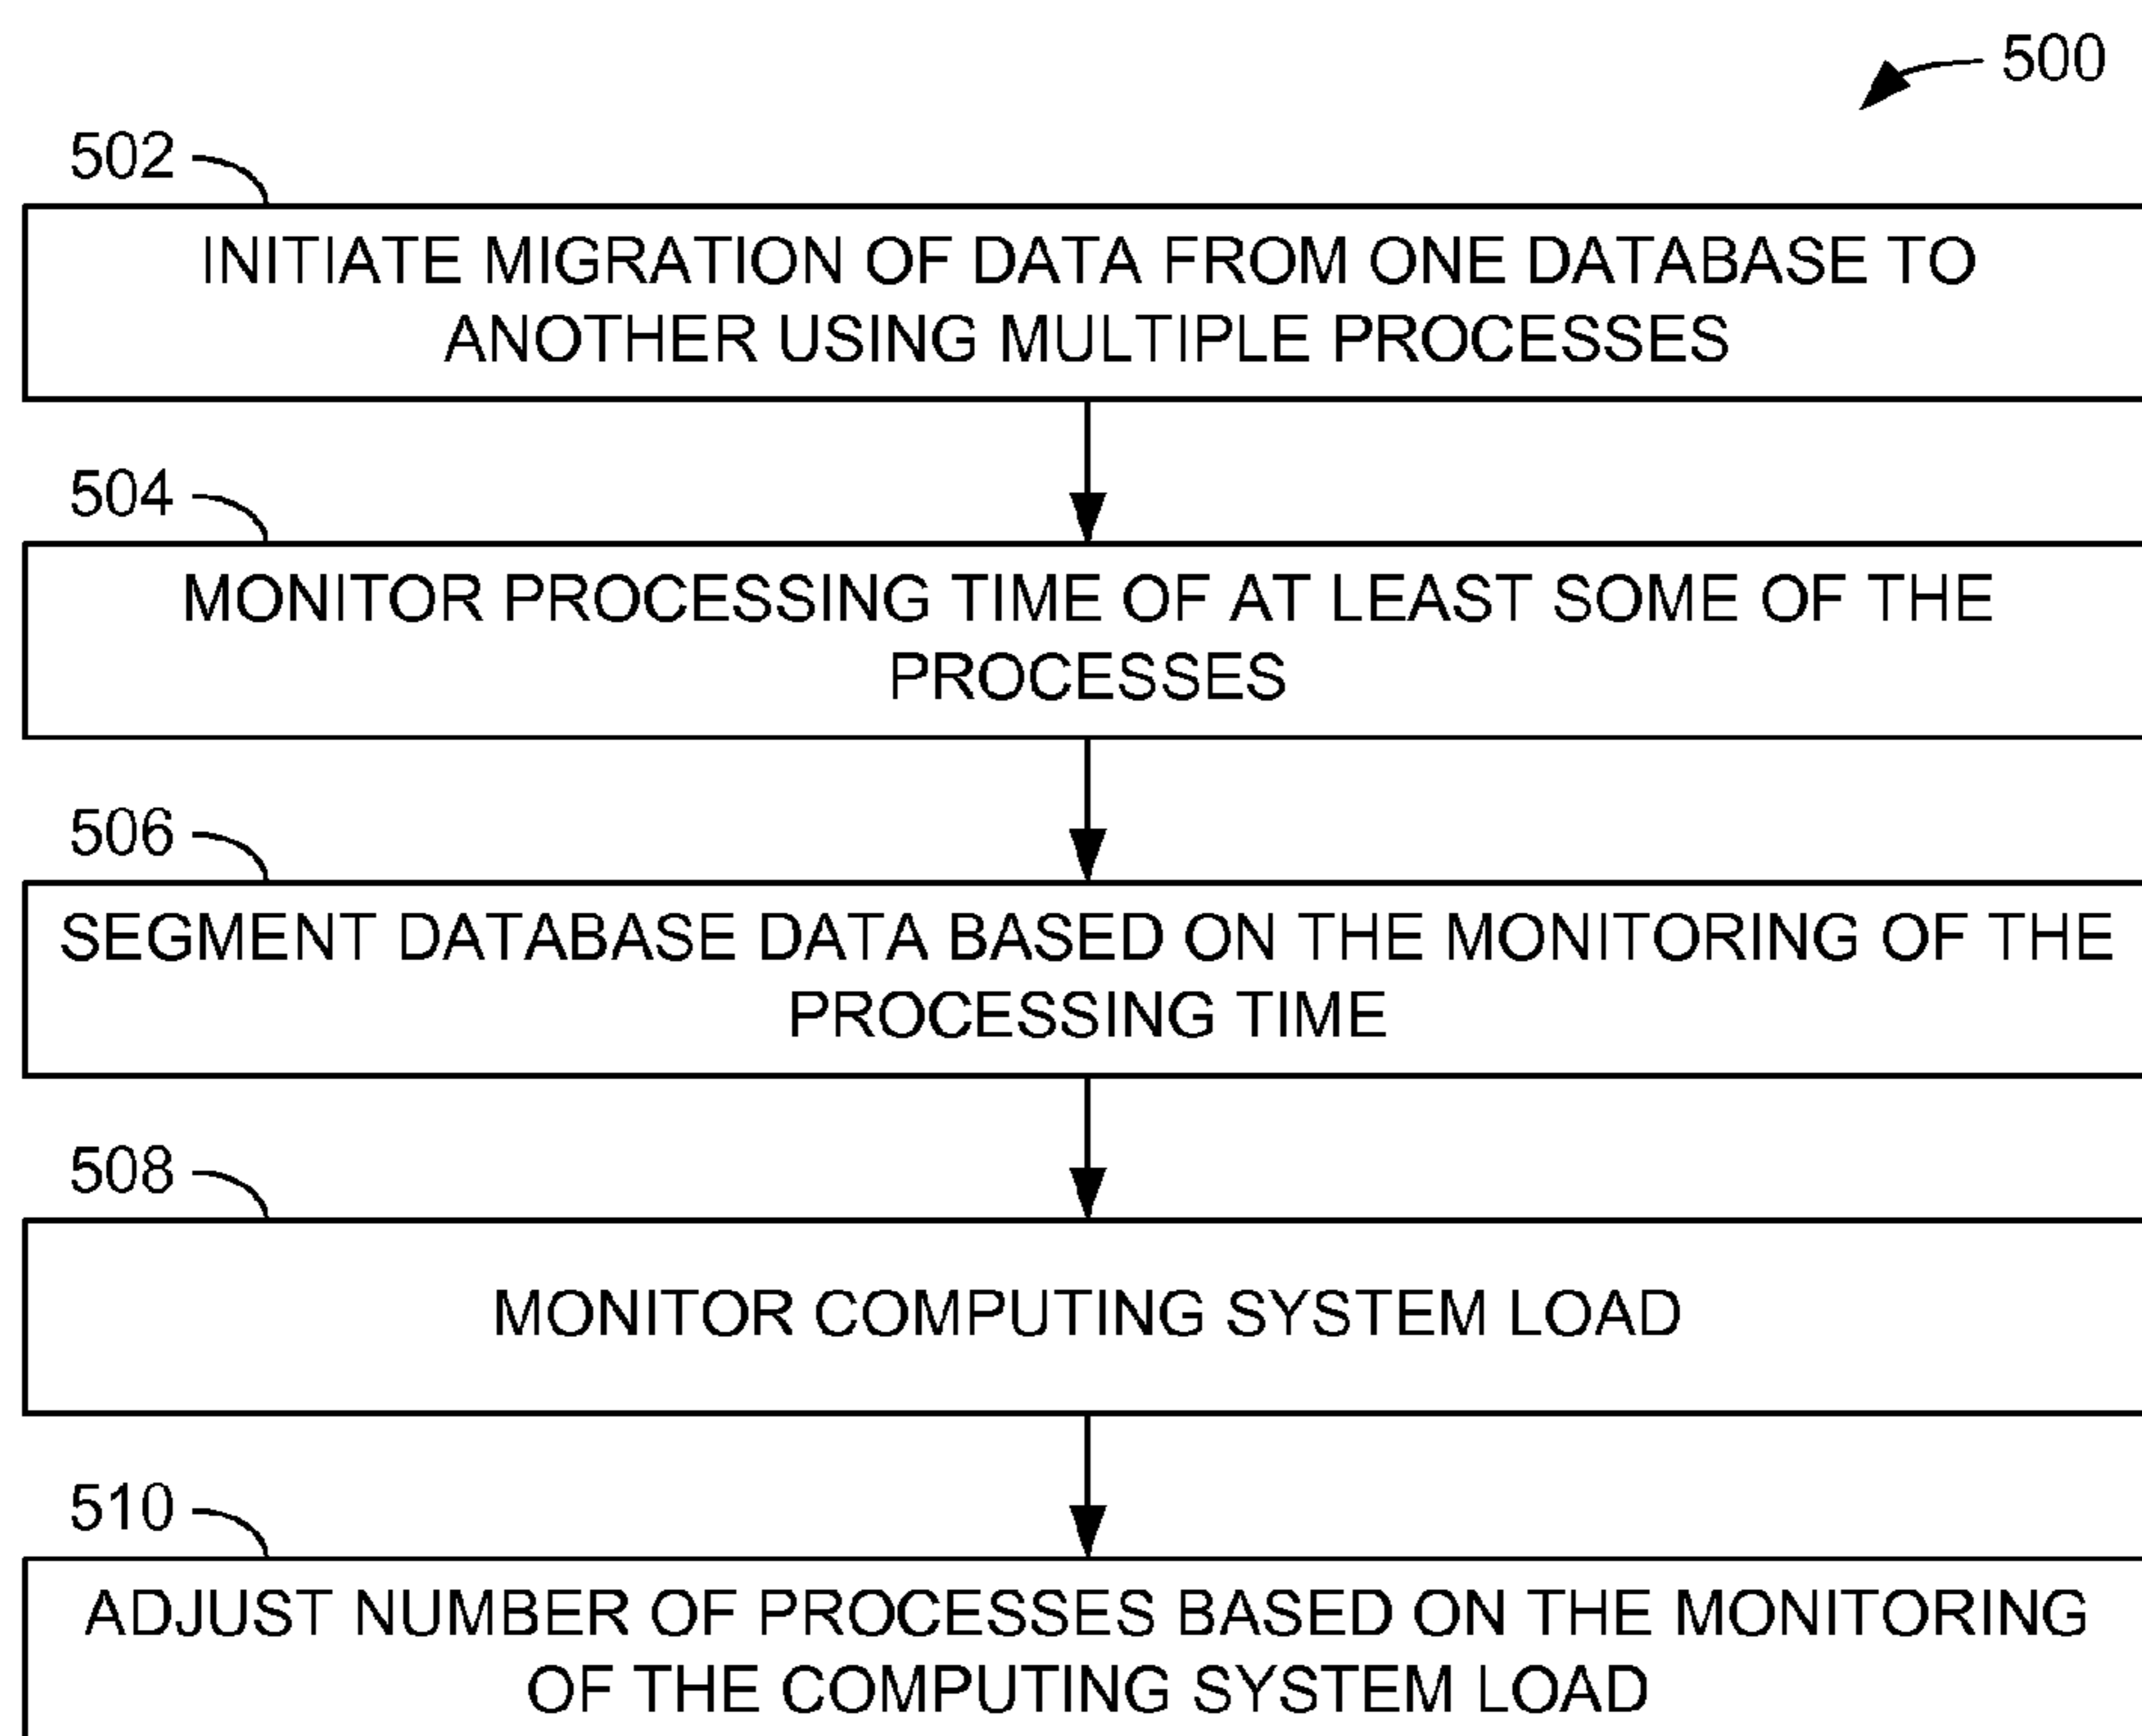 500
502
INITIATE MIGRATION OF DATA FROM ONE DATABASE TO
ANOTHER USING MULTIPLE PROCESSES
504
MONITOR PROCESSING TIME OF AT LEAST SOME OF THE
PROCESSES
506
SEGMENT DATABASE DATA BASED ON THE MONITORING OF THE
PROCESSING TIME
508
MONITOR COMPUTING SYSTEM LOAD
510
ADJUST NUMBER OF PROCESSES BASED ON THE MONITORING
OF THE COMPUTING SYSTEM LOAD